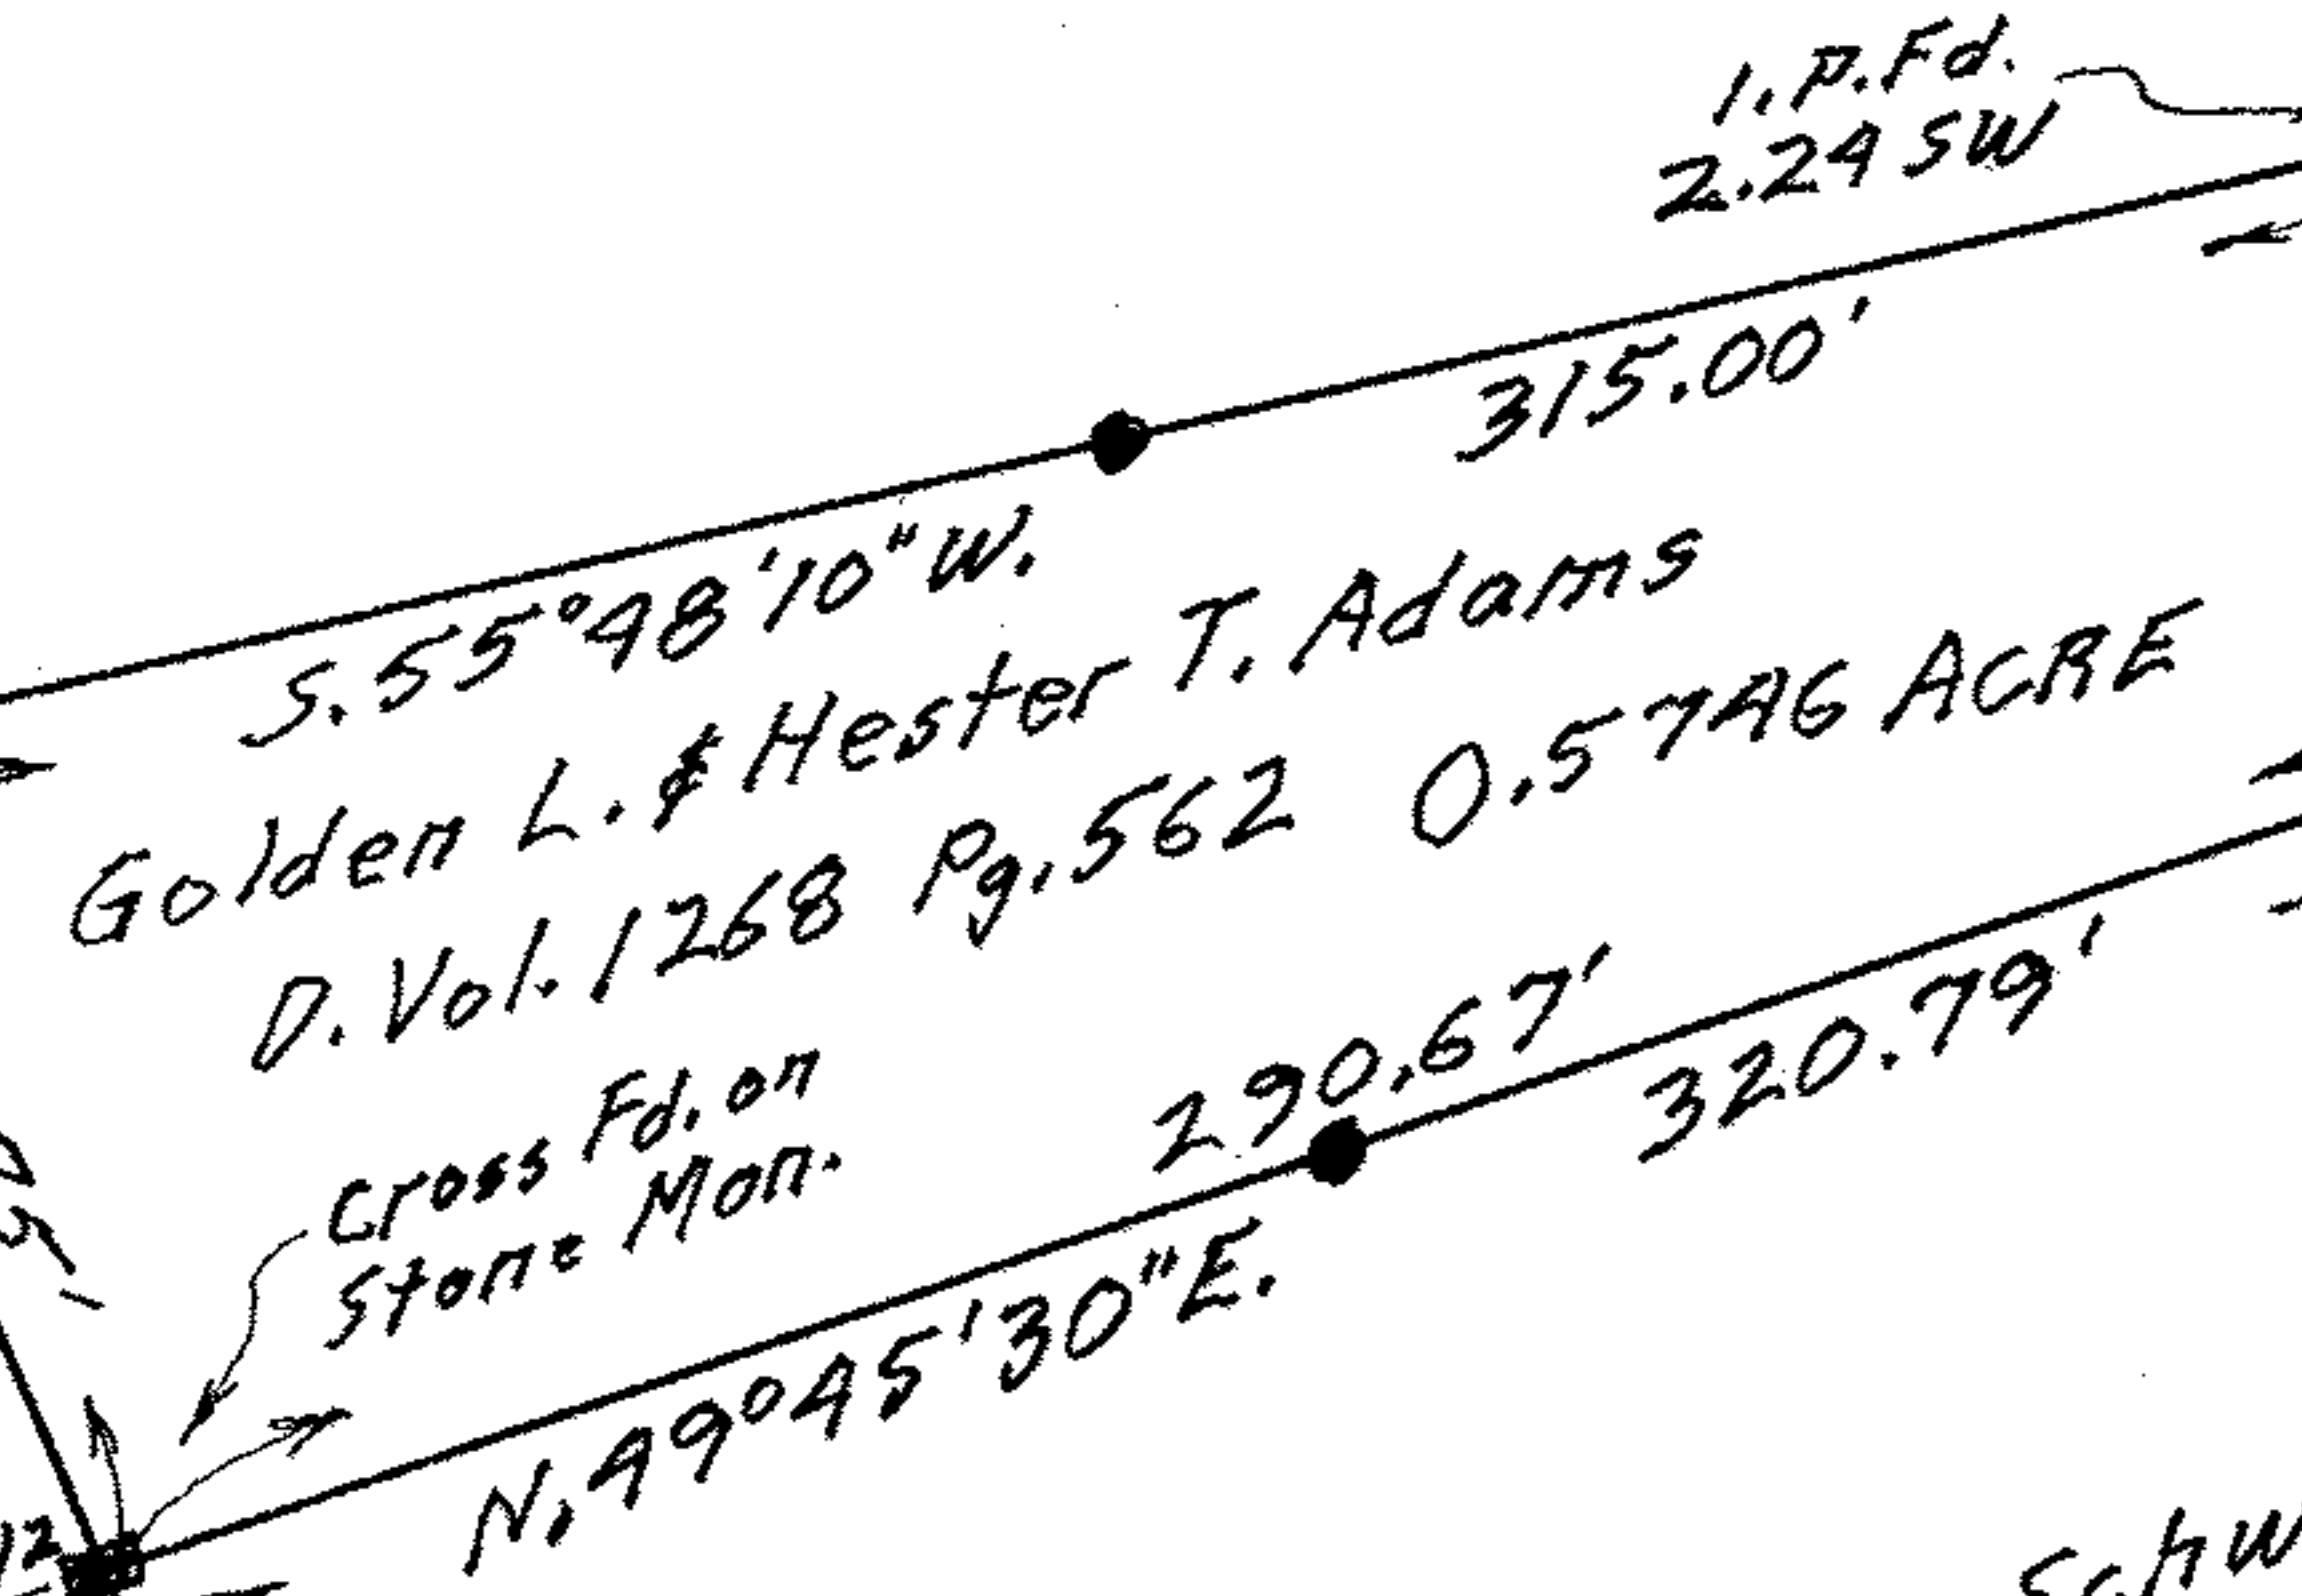 I.P.Fd.
2.24 SW
315.00'
S.55°48'10"W.
Golden L. & Hester T. Adams
D. Vol. 1268 Pg. 562 0.5746 ACRE
290.67'
320.79'
Cross Fd. on
Stone Mon.
N.49°45'30"E.